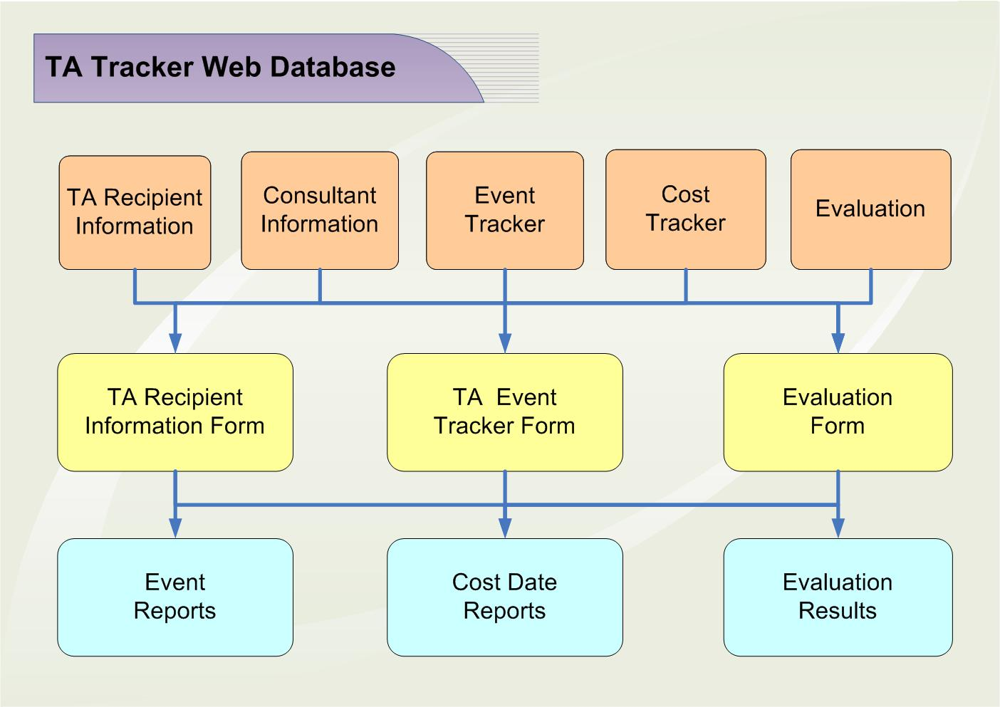 TA Tracker Web Database
TA Recipient
Information
Consultant
Information
Event
Tracker
Cost
Tracker
Evaluation
TA Recipient
Information Form
TA  Event
Tracker Form
Evaluation
Form
Event
Reports
Cost Date
Reports
Evaluation
Results